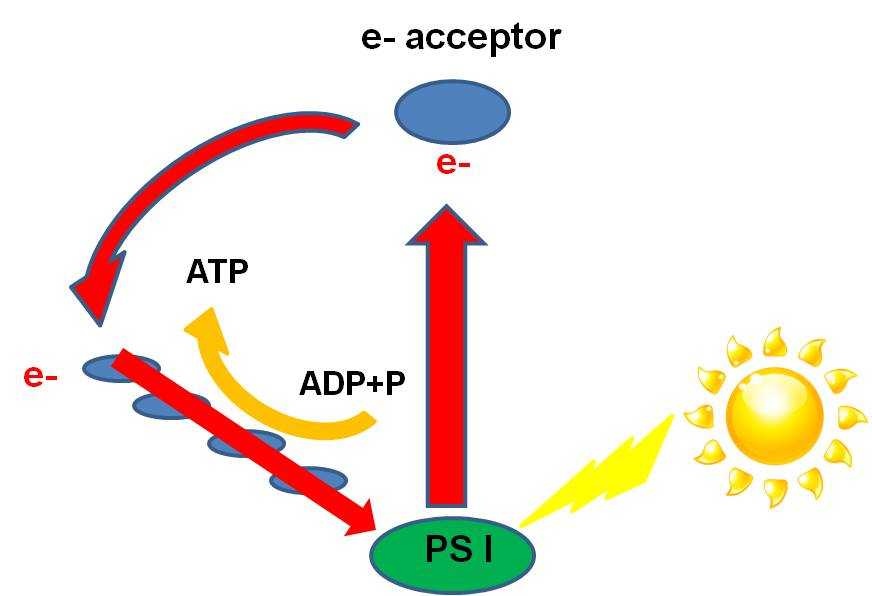 e- acceptor
e-
ATP
e-
ADP+P
PS I